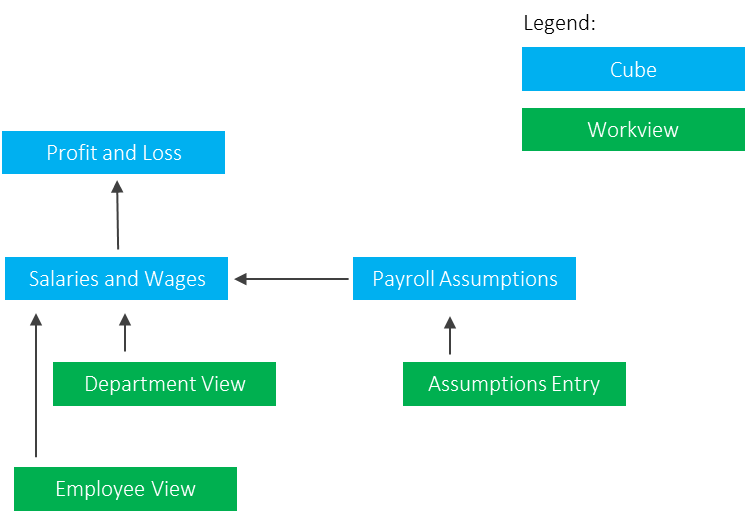 Legend:
Cube
Workview
Profit and Loss
Salaries and Wages
Payroll Assumptions
Department View
Assumptions Entry
Employee View